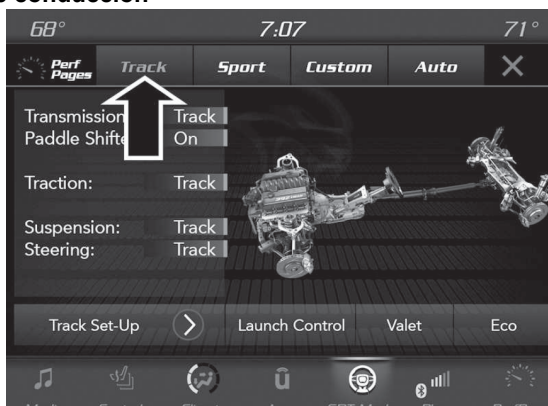 68° 7:07 71°
Perf Pages Track Sport Custom Auto
Transmission Track
Paddle Shifte On
Traction: Track
Suspension: Track
Steering: Track
Track Set-Up Launch Control Valet Eco